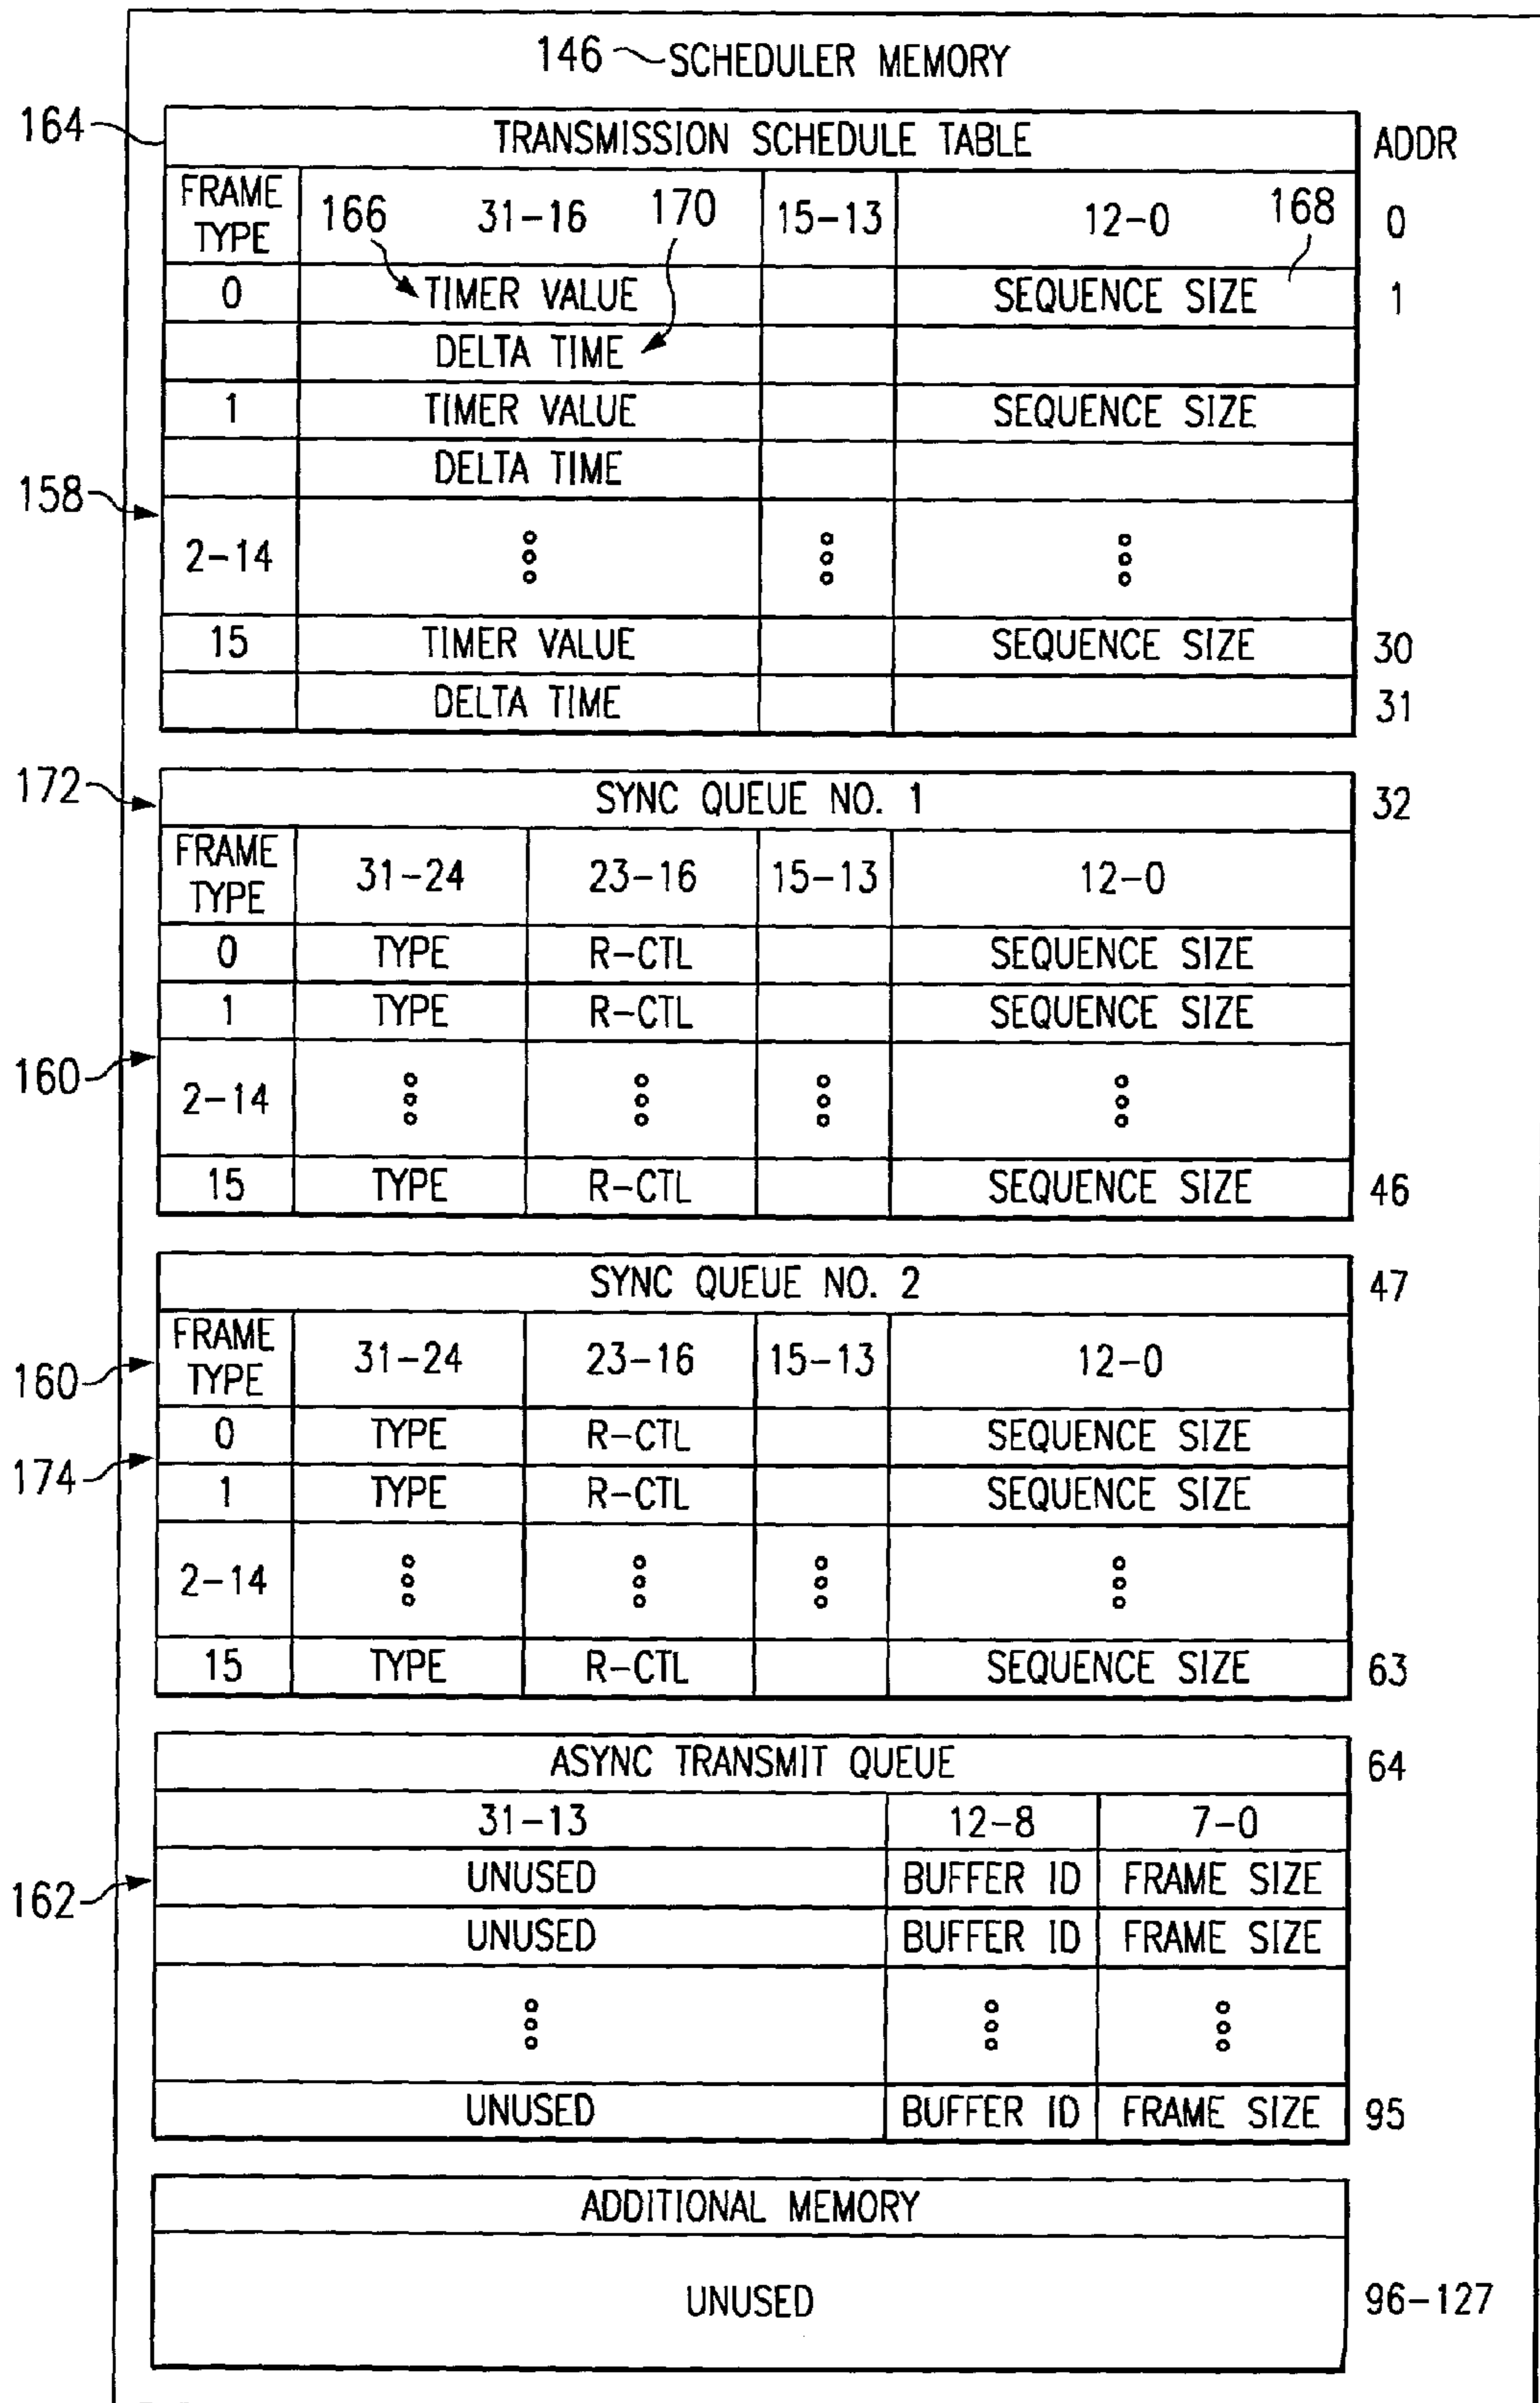 146 SCHEDULER MEMORY
164 TRANSMISSION SCHEDULE TABLE ADDR
FRAME TYPE 166 31-16 170 15-13 12-0 168 0
0 TIMER VALUE SEQUENCE SIZE 1
DELTA TIME
1 TIMER VALUE SEQUENCE SIZE
DELTA TIME
158
2-14
15 TIMER VALUE SEQUENCE SIZE 30
DELTA TIME 31
172 SYNC QUEUE NO. 1 32
FRAME TYPE 31-24 23-16 15-13 12-0
0 TYPE R-CTL SEQUENCE SIZE
1 TYPE R-CTL SEQUENCE SIZE
160
2-14
15 TYPE R-CTL SEQUENCE SIZE 46
SYNC QUEUE NO. 2 47
160 FRAME TYPE 31-24 23-16 15-13 12-0
0 TYPE R-CTL SEQUENCE SIZE
174
1 TYPE R-CTL SEQUENCE SIZE
2-14
15 TYPE R-CTL SEQUENCE SIZE 63
ASYNC TRANSMIT QUEUE 64
31-13 12-8 7-0
162 UNUSED BUFFER ID FRAME SIZE
UNUSED BUFFER ID FRAME SIZE
UNUSED BUFFER ID FRAME SIZE 95
ADDITIONAL MEMORY
UNUSED 96-127